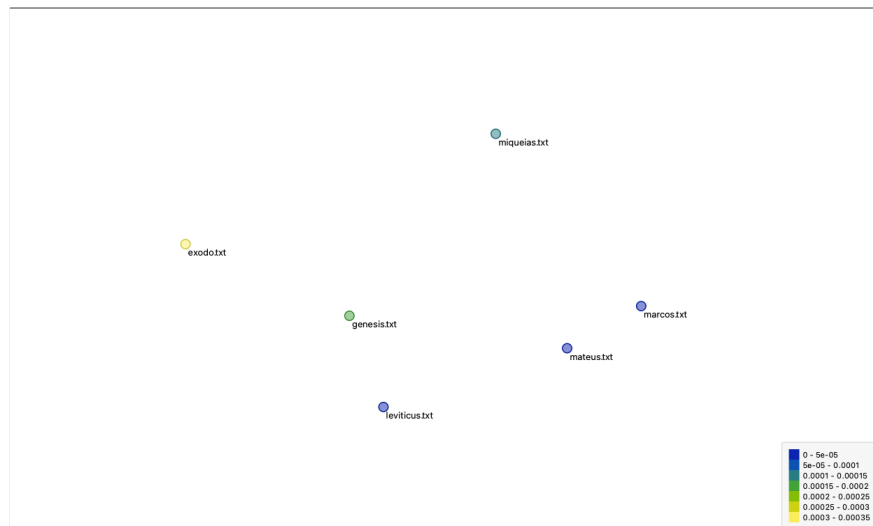 miqueias.txt
exodo.txt
marcos.txt
genesis.txt
mateus.txt
leviticus.txt
0 - 5e-05
5e-05 - 0.0001
0.0001 - 0.00015
0.00015 - 0.0002
0.0002 - 0.00025
0.00025 - 0.0003
0.0003 - 0.00035